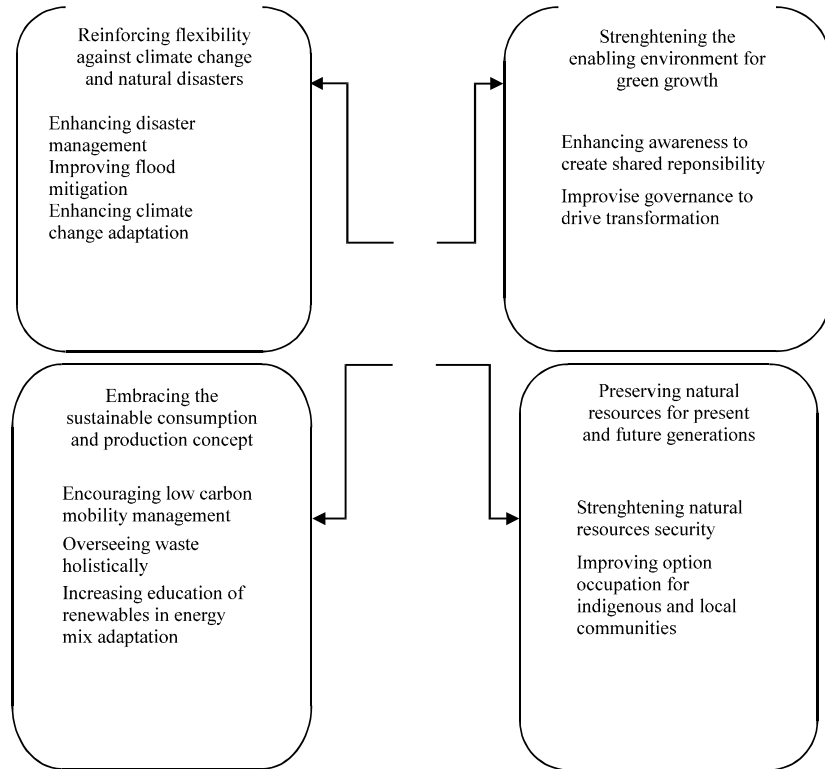 Reinforcing flexibility
against climate change
and natural disasters
Enhancing disaster
management
Improving flood
mitigation
Enhancing climate
change adaptation
Strenghtening the
enabling environment for
green growth
Enhancing awareness to
create shared reponsibility
Improvise governance to
drive transformation
Embracing the
sustainable consumption
and production concept
Encouraging low carbon
mobility management
Overseeing waste
holistically
Increasing education of
renewables in energy
mix adaptation
Preserving natural
resources for present
and future generations
Strenghtening natural
resources security
Improving option
occupation for
indigenous and local
communities